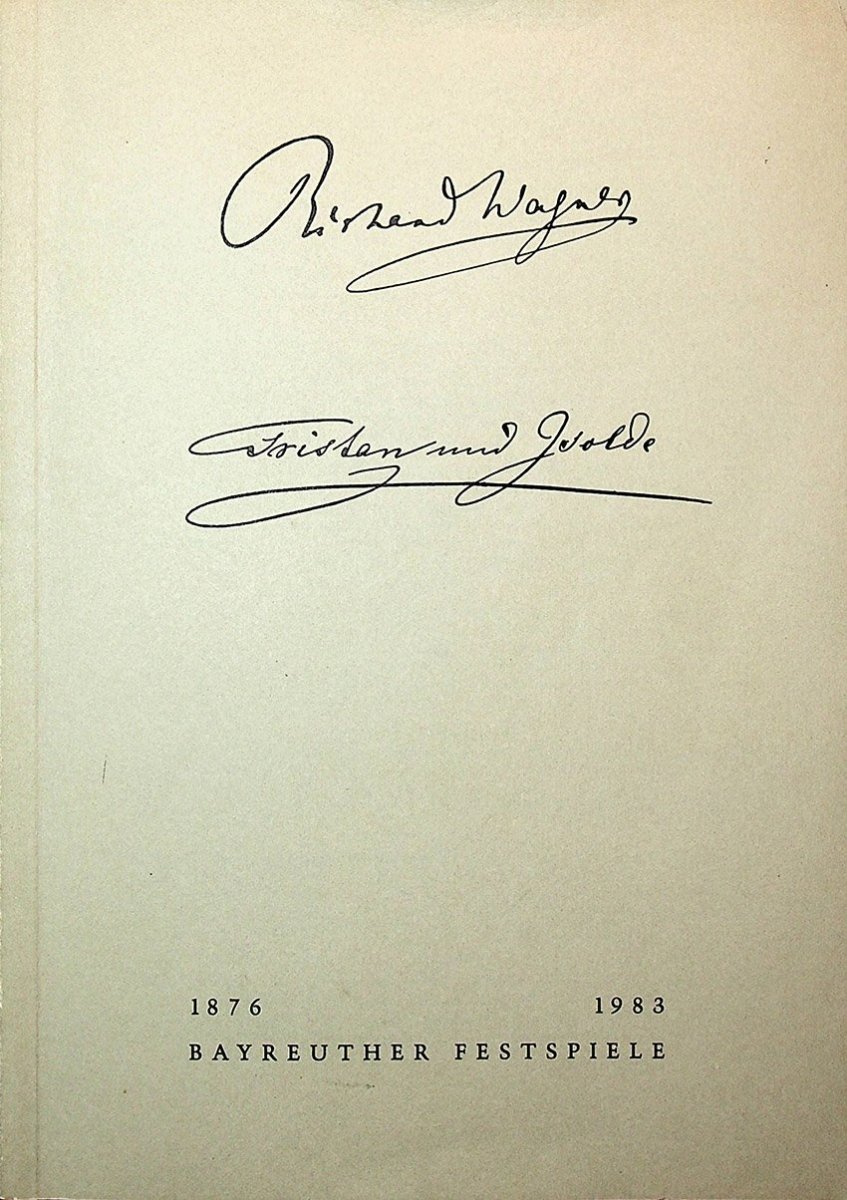 Richard Wagner
Tristan und Isolde
1876 1983
BAYREUTHER FESTSPIELE